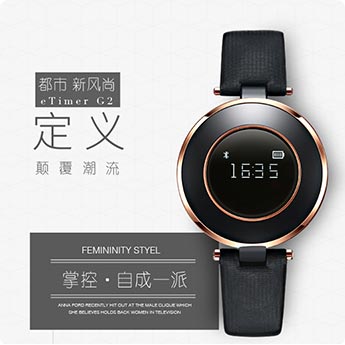 都市 新风尚
eTimer G2
定义
颠覆潮流
16:35
FEMININITY STYEL
掌控·自成一派
ANNA FORD RECENTLY HIT OUT AT THE MALE CLIQUE WHICH
SHE BELIEVES HOLDS BACK WOMEN IN TELEVISION